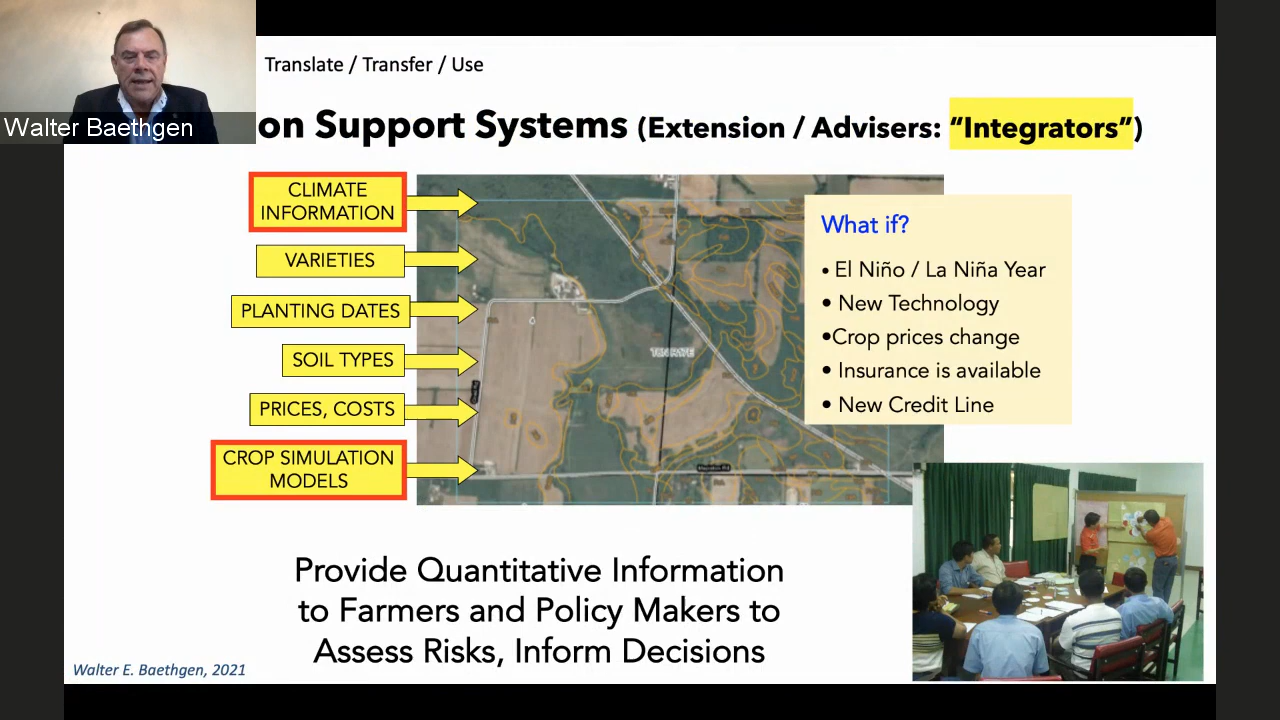 Translate / Transfer / Use
Walter Baethgen
on Support Systems (Extension / Advisers: “Integrators”)
CLIMATE
INFORMATION
VARIETIES
PLANTING DATES
SOIL TYPES
PRICES, COSTS
CROP SIMULATION
MODELS
What if?
• El Niño / La Niña Year
• New Technology
•Crop prices change
• Insurance is available
• New Credit Line
Provide Quantitative Information
to Farmers and Policy Makers to
Assess Risks, Inform Decisions
Walter E. Baethgen, 2021